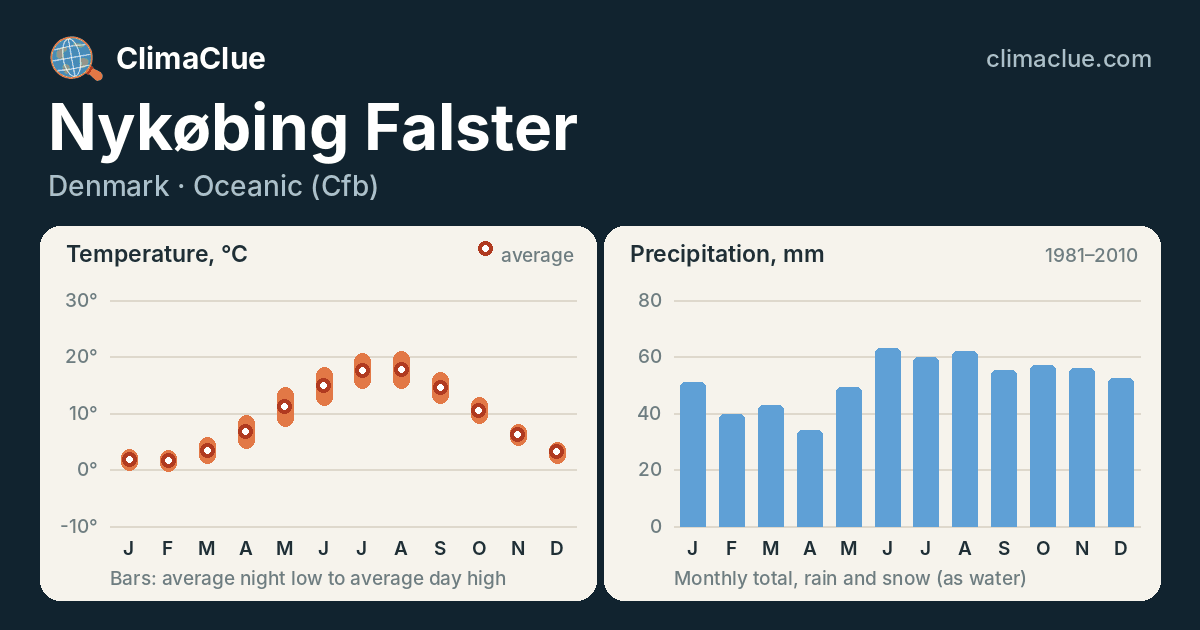 ClimaClue
climaclue.com
Nykøbing Falster
Denmark · Oceanic (Cfb)
Temperature, °C
average
30°
20°
10°
0°
-10°
J F M A M J J A S O N D
Bars: average night low to average day high
Precipitation, mm
1981–2010
80
60
40
20
0
J F M A M J J A S O N D
Monthly total, rain and snow (as water)